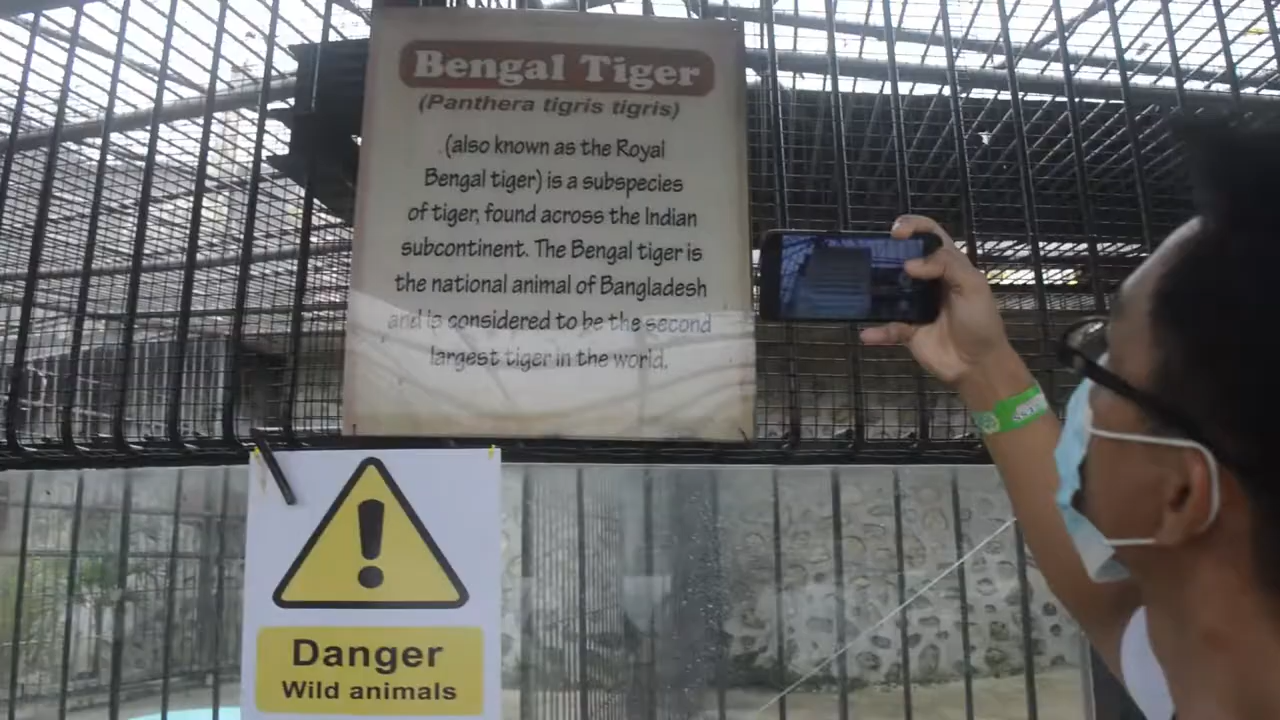 Bengal Tiger
(Panthera tigris tigris)
(also known as the Royal
Bengal tiger) is a subspecies
of tiger, found across the Indian
subcontinent. The Bengal tiger is
the national animal of Bangladesh
and is considered to be the second
largest tiger in the world.
Danger
Wild animals